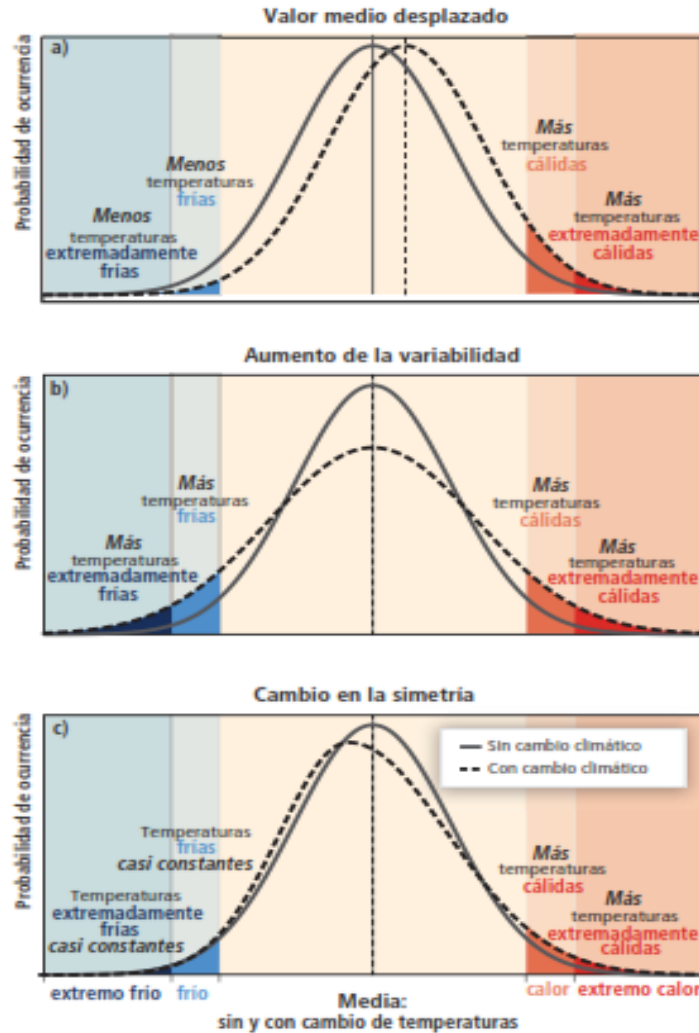 Valor medio desplazado
a)
Probabilidad de ocurrencia
Menos
temperaturas
frías
Menos
temperaturas
extremadamente
frías
Más
temperaturas
cálidas
Más
temperaturas
extremadamente
cálidas
Aumento de la variabilidad
b)
Probabilidad de ocurrencia
Más
temperaturas
frías
Más
temperaturas
extremadamente
frías
Más
temperaturas
cálidas
Más
temperaturas
extremadamente
cálidas
Cambio en la simetría
c)
Probabilidad de ocurrencia
Sin cambio climático
Con cambio climático
Temperaturas
frías
casi constantes
Temperaturas
extremadamente
frías
casi constantes
Más
temperaturas
cálidas
Más
temperaturas
extremadamente
cálidas
extremo frío
frío
Media:
sin y con cambio de temperaturas
calor
extremo calor